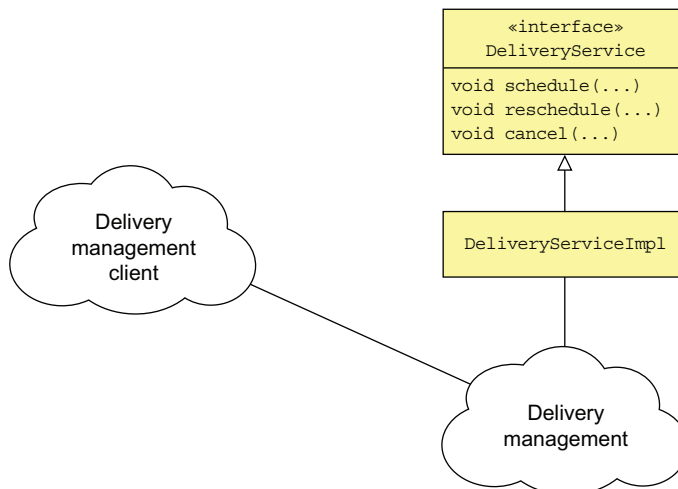 «interface»
DeliveryService
void schedule(...)
void reschedule(...)
void cancel(...)
Delivery
management
client
DeliveryServiceImpl
Delivery
management